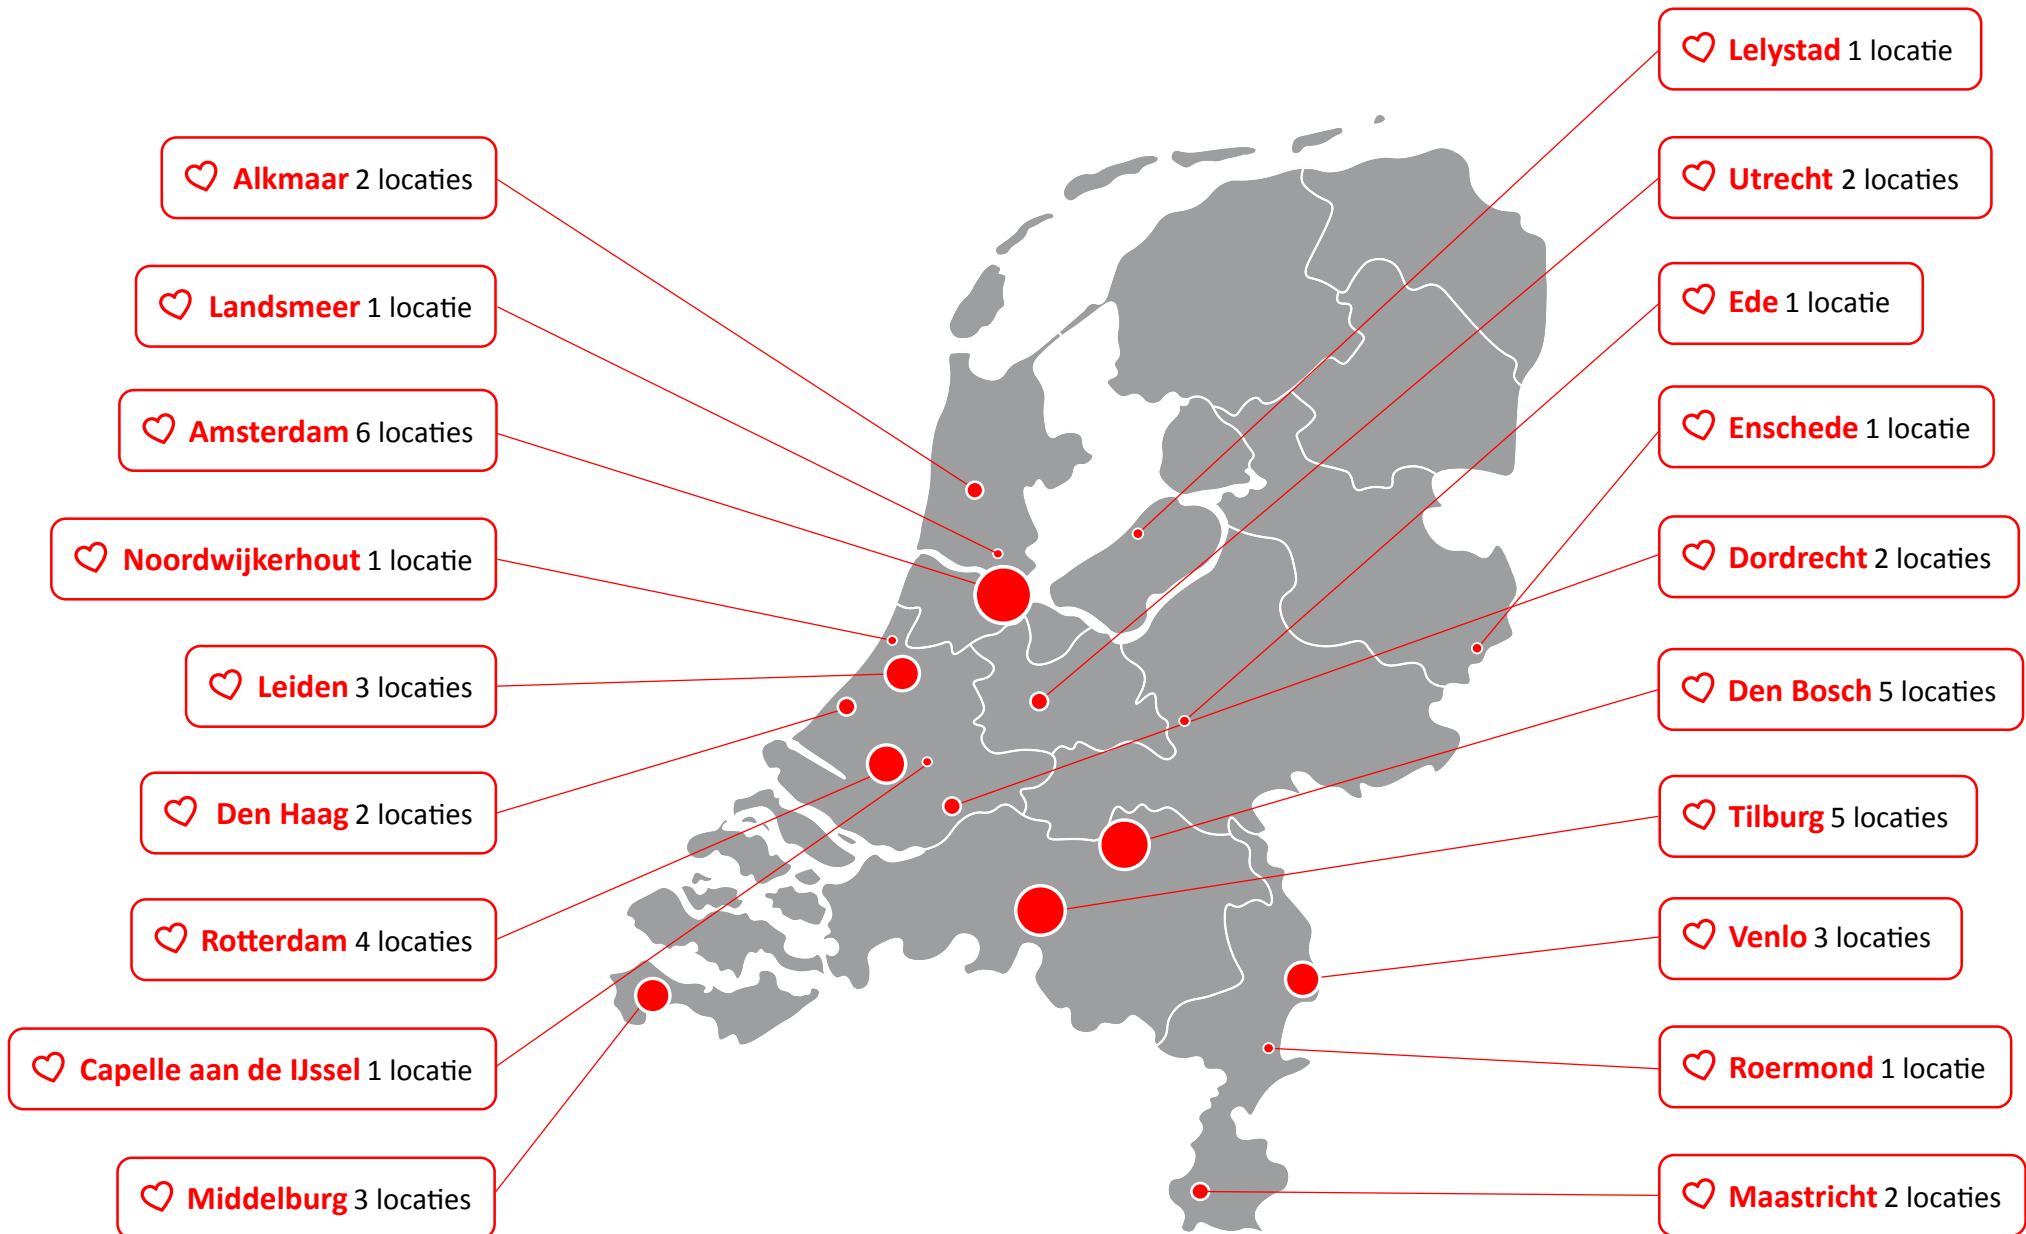 Alkmaar 2 locaties
Landsmeer 1 locatie
Amsterdam 6 locaties
Noordwijkerhout 1 locatie
Leiden 3 locaties
Den Haag 2 locaties
Rotterdam 4 locaties
Capelle aan de IJssel 1 locatie
Middelburg 3 locaties
Lelystad 1 locatie
Utrecht 2 locaties
Ede 1 locatie
Enschede 1 locatie
Dordrecht 2 locaties
Den Bosch 5 locaties
Tilburg 5 locaties
Venlo 3 locaties
Roermond 1 locatie
Maastricht 2 locaties